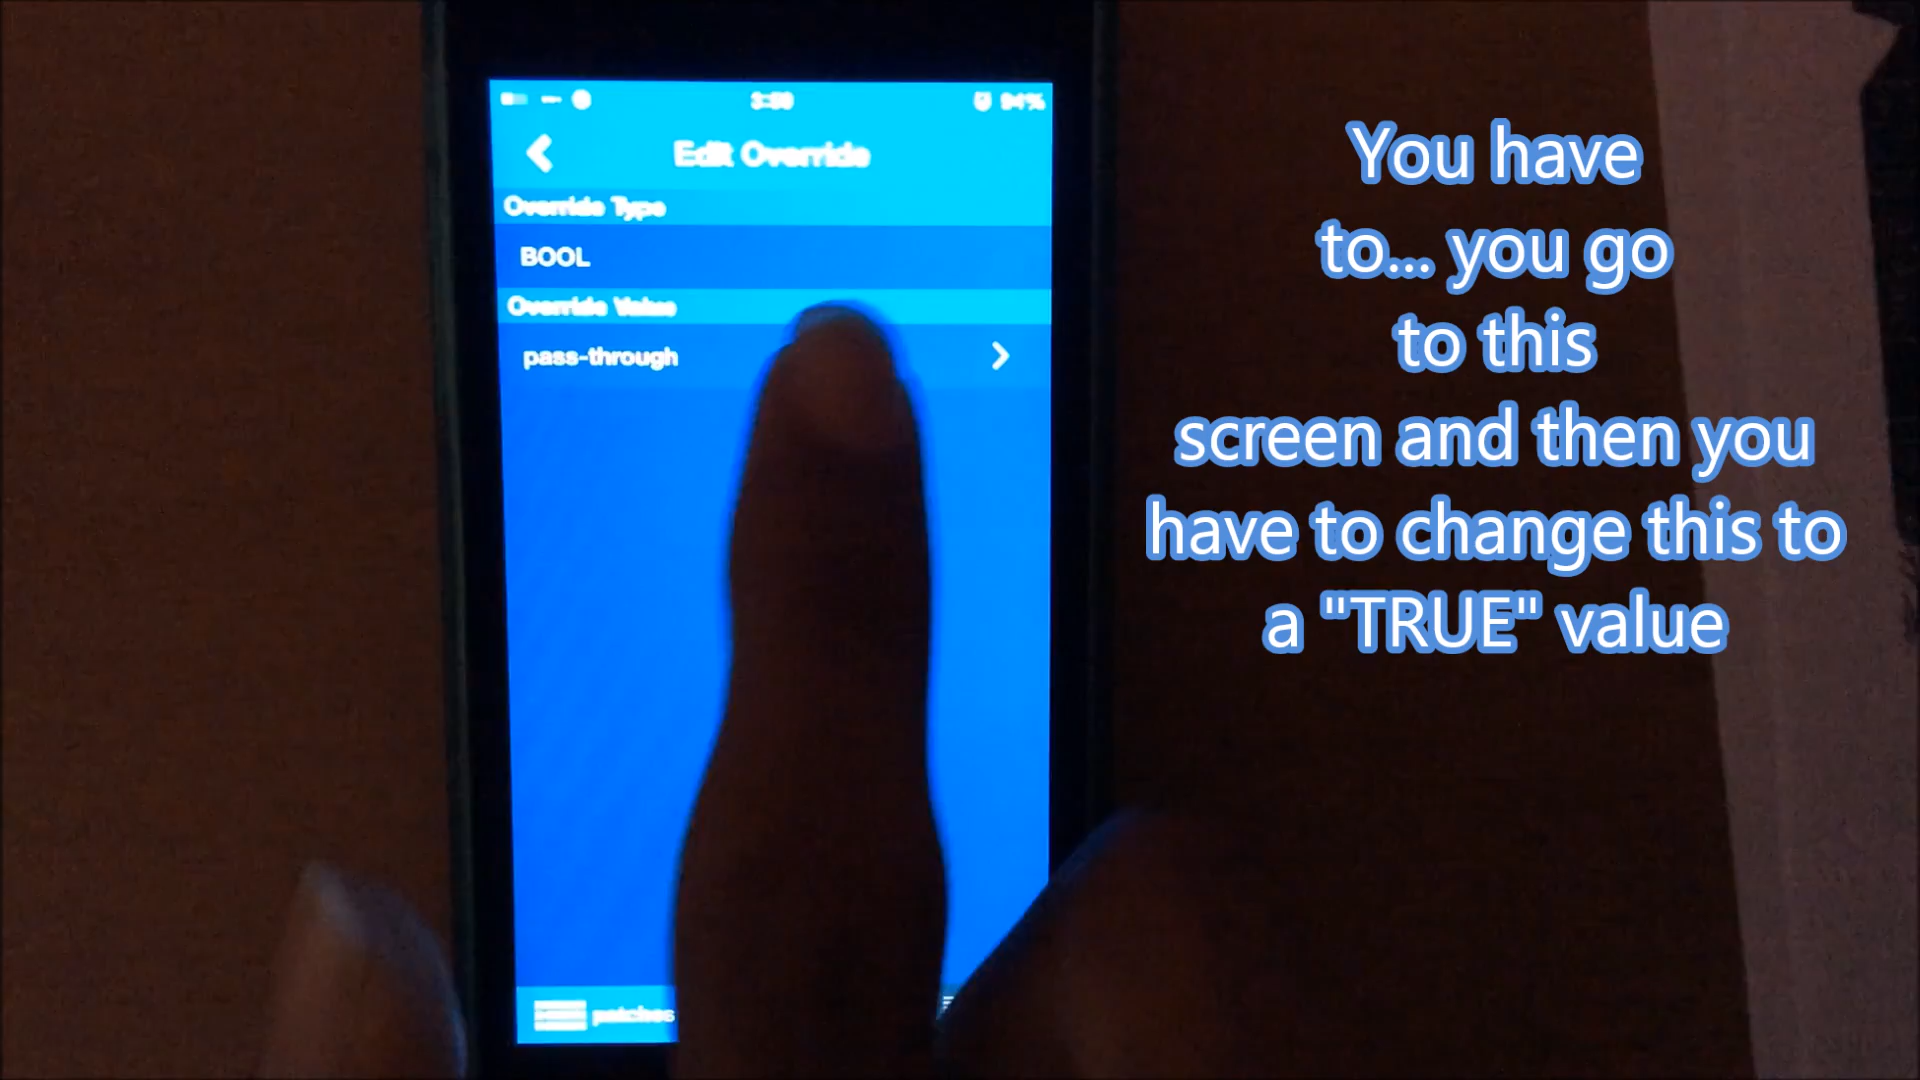 94%
Edit Override
Override Type
BOOL
Override Value
pass-through
patches
You have
to... you go
to this
screen and then you
have to change this to
a "TRUE" value